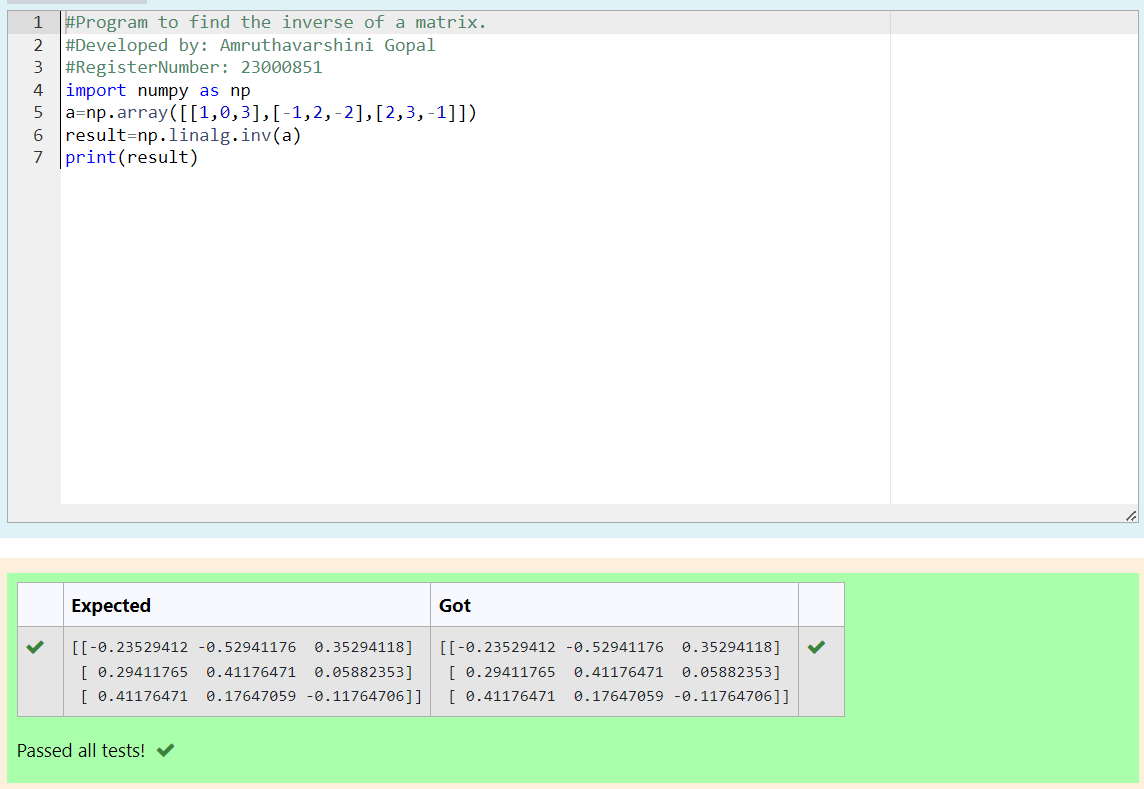 1 #Program to find the inverse of a matrix.
2 #Developed by: Amruthavarshini Gopal
3 #RegisterNumber: 23000851
4 import numpy as np
5 a=np.array([[1,0,3],[-1,2,-2],[2,3,-1]])
6 result=np.linalg.inv(a)
7 print(result)
Expected Got
[[-0.23529412 -0.52941176  0.35294118] [[-0.23529412 -0.52941176  0.35294118]
[ 0.29411765  0.41176471  0.05882353] [ 0.29411765  0.41176471  0.05882353]
[ 0.41176471  0.17647059 -0.11764706]] [ 0.41176471  0.17647059 -0.11764706]]
Passed all tests!